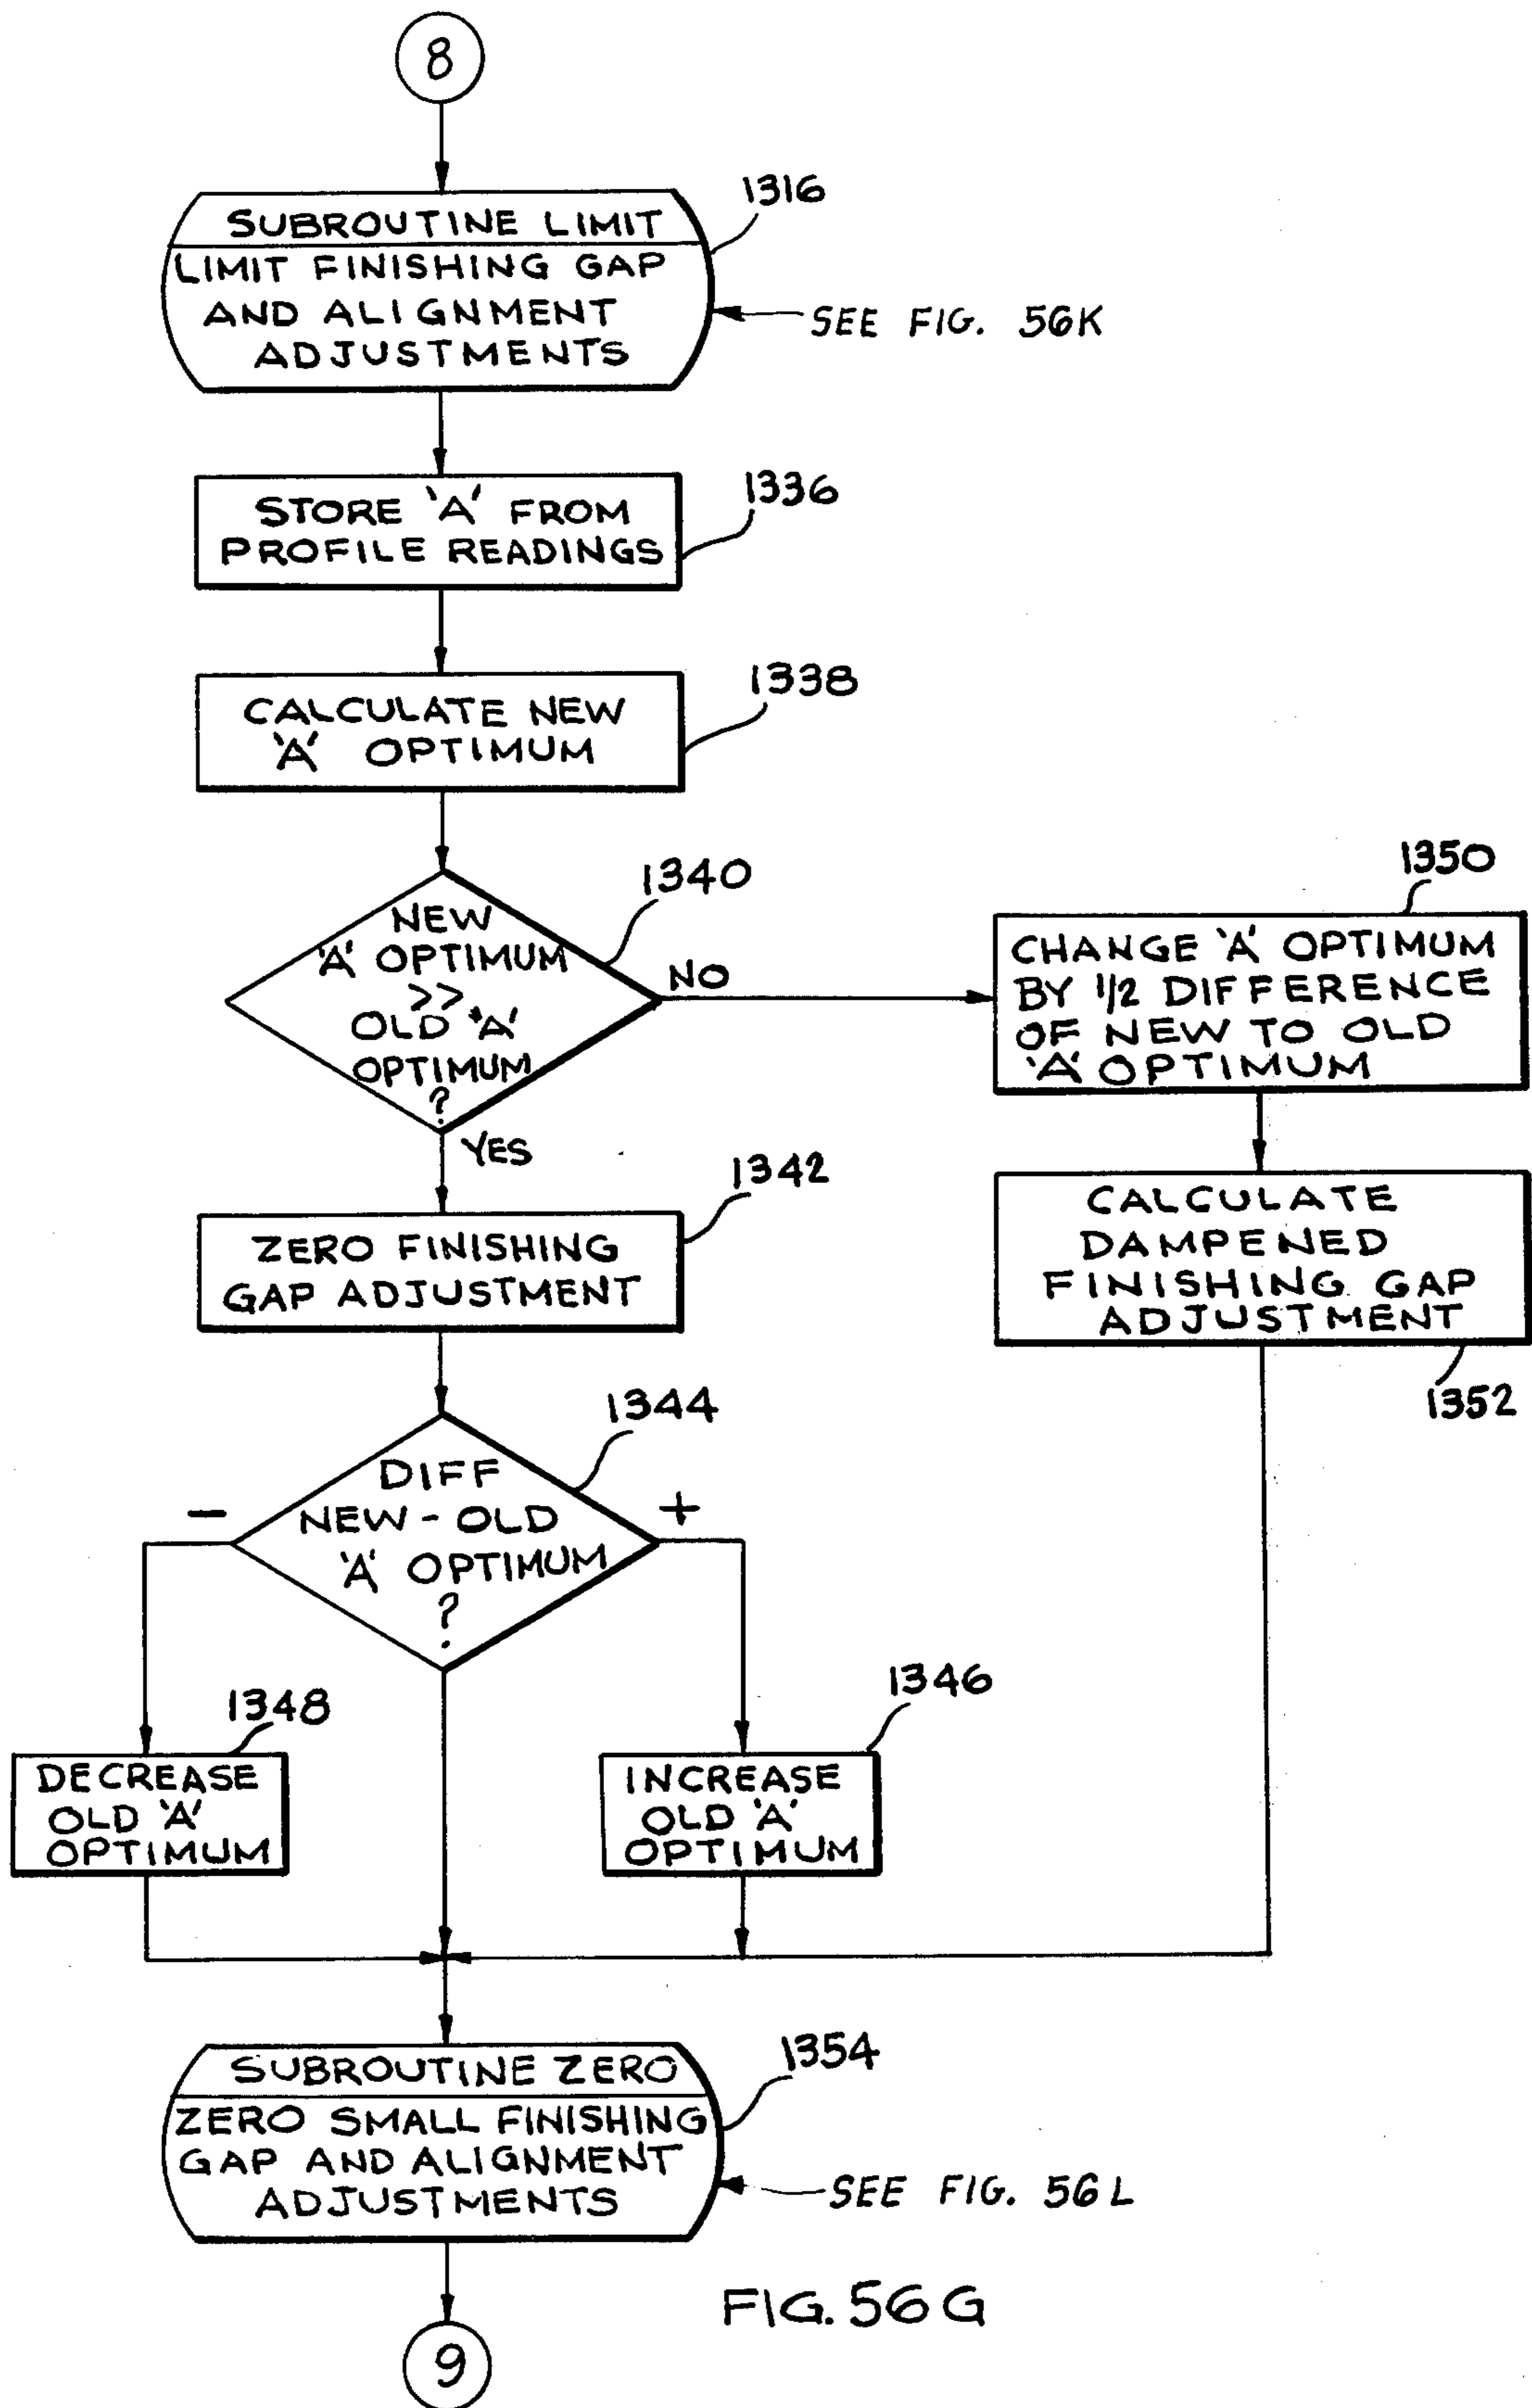 8
1316
SUBROUTINE LIMIT
LIMIT FINISHING GAP
AND ALIGNMENT
ADJUSTMENTS
SEE FIG. 56K
1336
STORE 'A' FROM
PROFILE READINGS
1338
CALCULATE NEW
'A' OPTIMUM
1340
NEW
'A' OPTIMUM
>>
OLD 'A'
OPTIMUM
?
NO
YES
1350
CHANGE 'A' OPTIMUM
BY 1/2 DIFFERENCE
OF NEW TO OLD
'A' OPTIMUM
1342
ZERO FINISHING
GAP ADJUSTMENT
CALCULATE
DAMPENED
FINISHING GAP
ADJUSTMENT
1352
1344
DIFF
NEW - OLD
'A' OPTIMUM
?
-
+
1348
DECREASE
OLD 'A'
OPTIMUM
1346
INCREASE
OLD 'A'
OPTIMUM
1354
SUBROUTINE ZERO
ZERO SMALL FINISHING
GAP AND ALIGNMENT
ADJUSTMENTS
SEE FIG. 56L
FIG. 56G
9